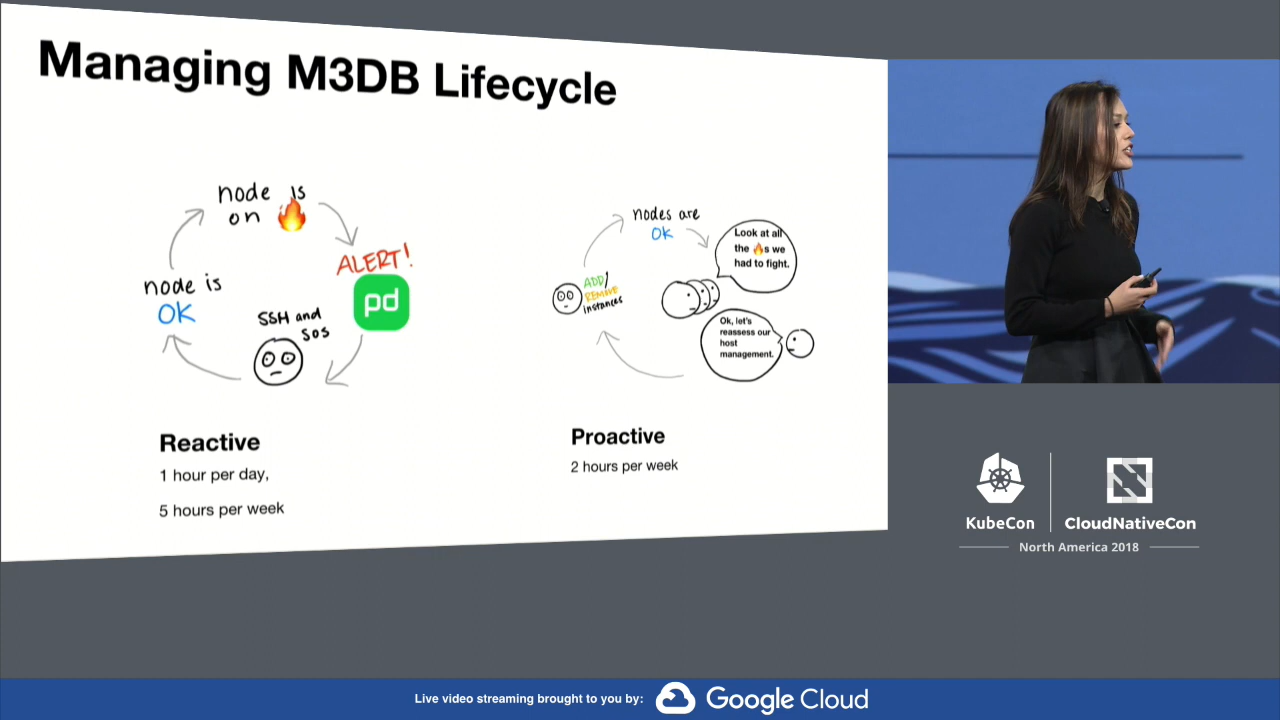 Managing M3DB Lifecycle
node is
on
ALERT!
pd
SSH and
SOS
node is
OK
Reactive
1 hour per day,
5 hours per week
nodes are
OK
Look at all
the s we
had to fight.
Ok, let's
reassess our
host
management.
ADD/
REMOVE
instances
Proactive
2 hours per week
KubeCon
CloudNativeCon
North America 2018
Live video streaming brought to you by:
Google Cloud